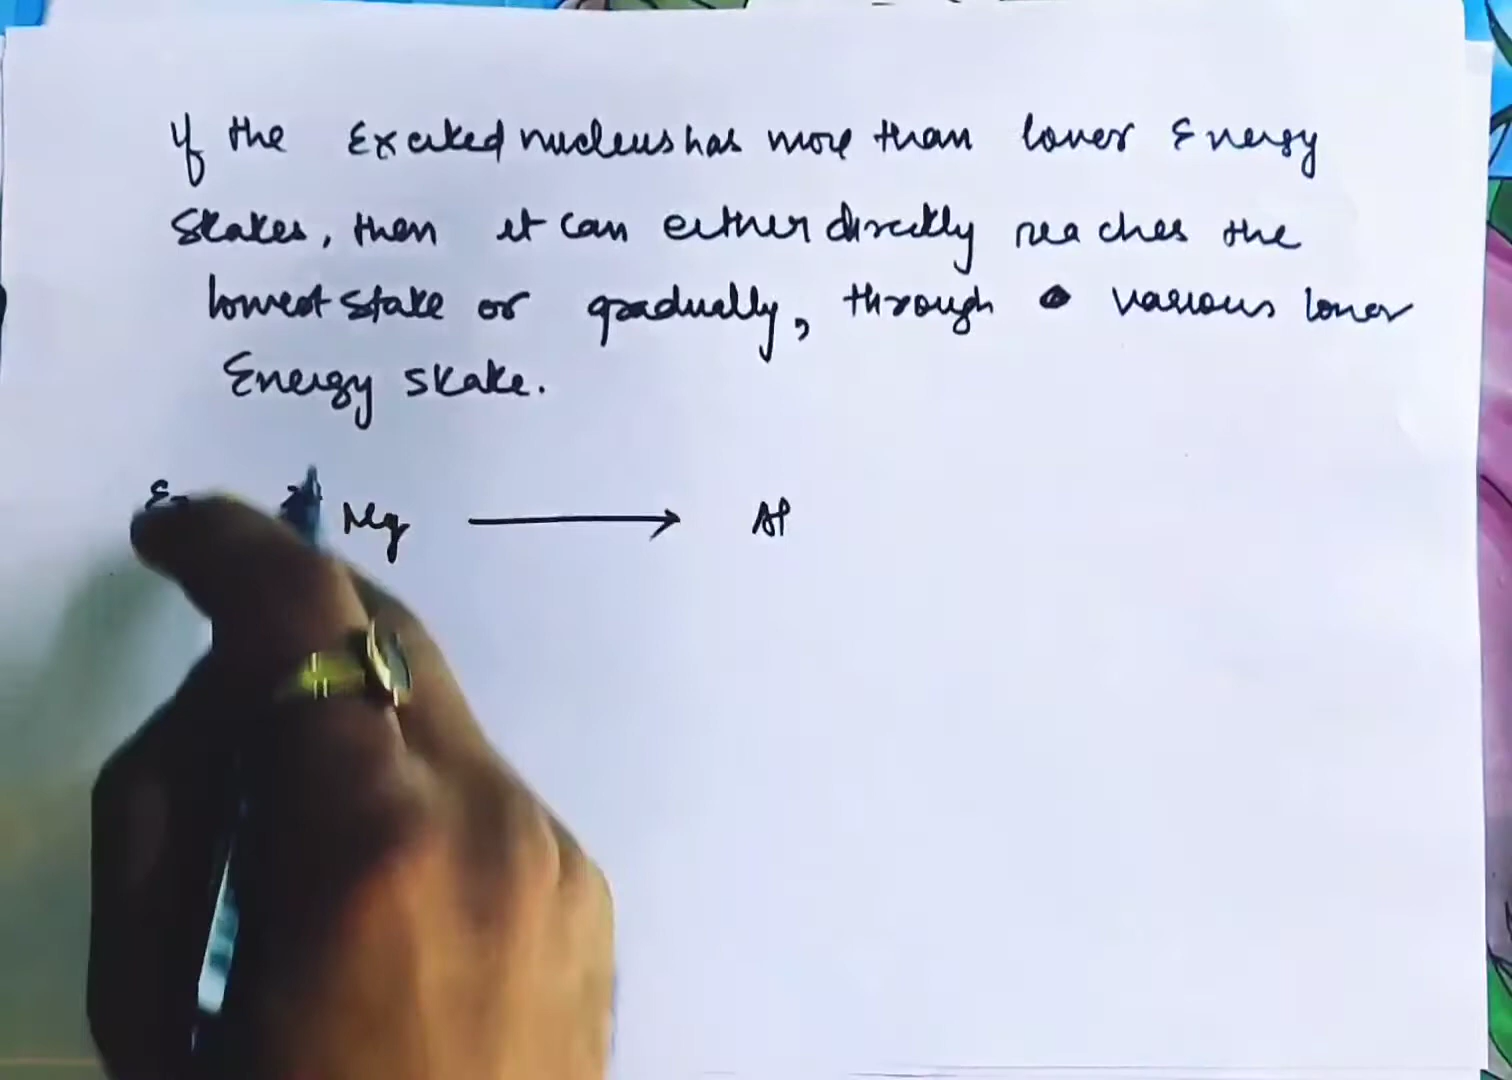 If the Excited nucleus has more than lower Energy
States, then it can either directly reaches the
lowest state or gradually, through various lower
Energy state.
Mg → Al